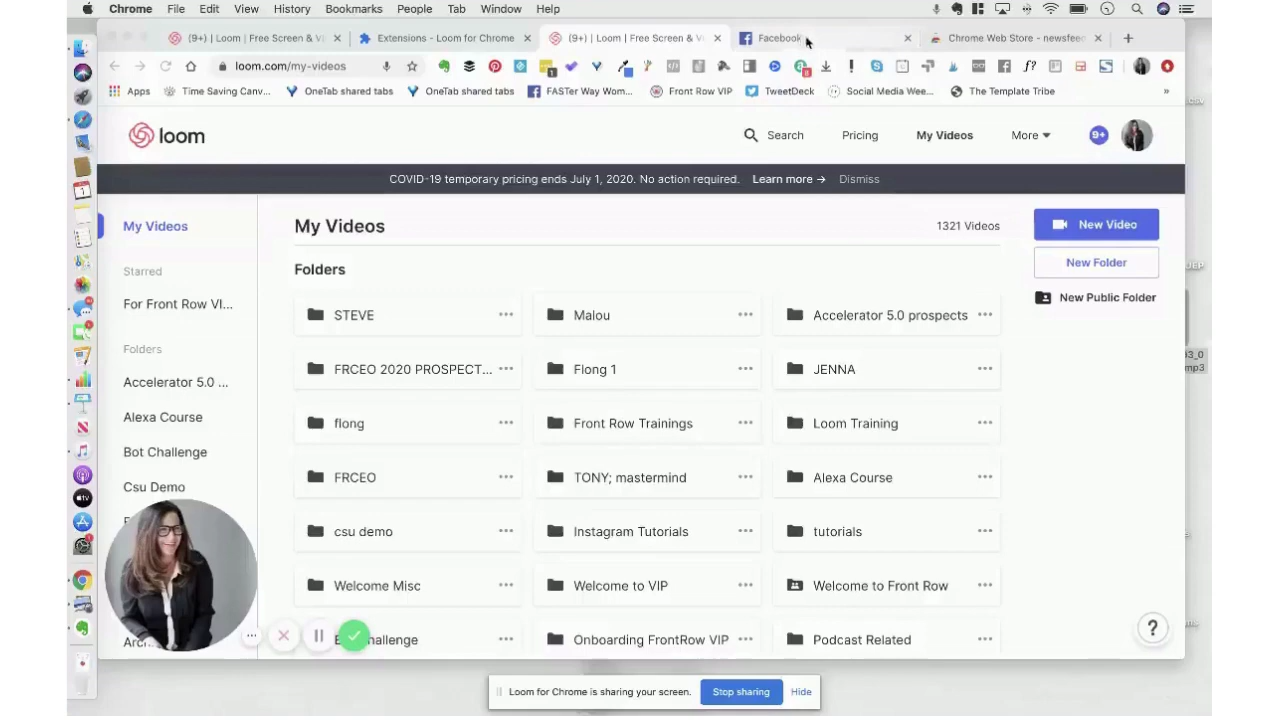 Chrome File Edit View History Bookmarks People Tab Window Help
(9+) | Loom | Free Screen & Vi
Extensions - Loom for Chrome
(9+) | Loom | Free Screen & Vi
Facebook
Chrome Web Store - newsfeed
loom.com/my-videos
Apps
Time Saving Canv...
OneTab shared tabs
OneTab shared tabs
FASTer Way Wom...
Front Row VIP
TweetDeck
Social Media Wee...
The Template Tribe
»
loom
Search
Pricing
My Videos
More
9+
COVID-19 temporary pricing ends July 1, 2020. No action required. Learn more → Dismiss
My Videos
Starred
For Front Row VI...
Folders
Accelerator 5.0 ...
Alexa Course
Bot Challenge
Csu Demo
My Videos
1321 Videos
Folders
STEVE
Malou
Accelerator 5.0 prospects
FRCEO 2020 PROSPECT...
Flong 1
JENNA
flong
Front Row Trainings
Loom Training
FRCEO
TONY; mastermind
Alexa Course
csu demo
Instagram Tutorials
tutorials
Welcome Misc
Welcome to VIP
Welcome to Front Row
hallenge
Onboarding FrontRow VIP
Podcast Related
New Video
New Folder
New Public Folder
?
Loom for Chrome is sharing your screen.
Stop sharing
Hide